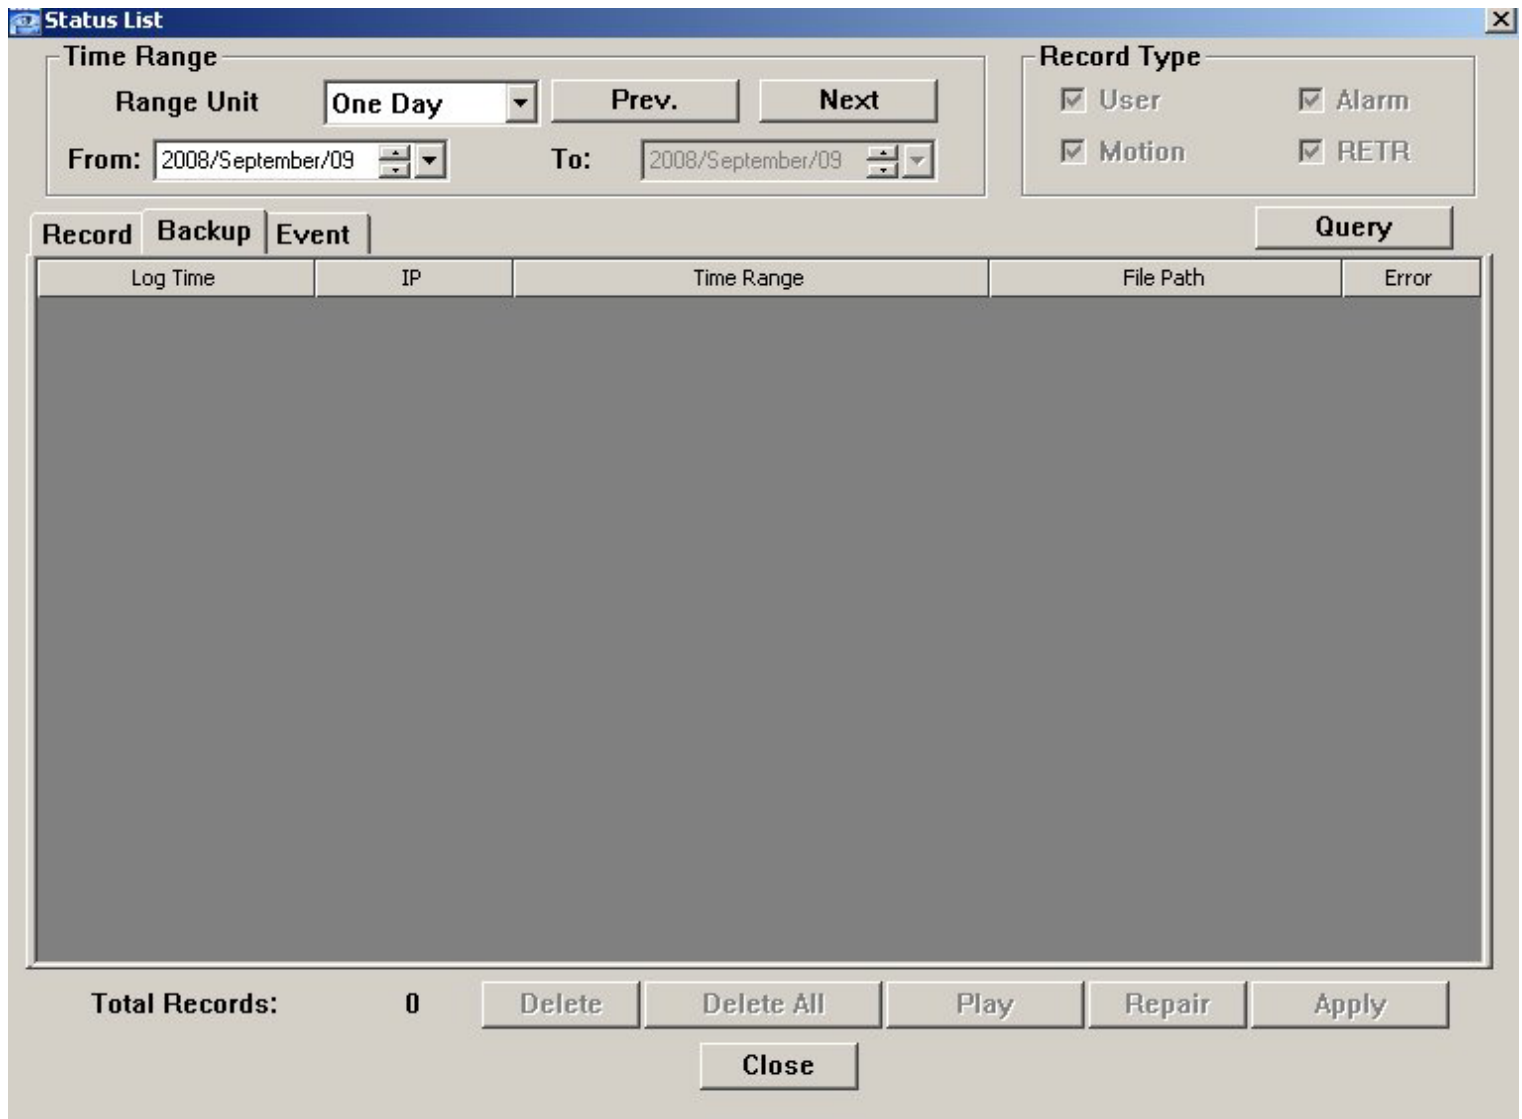 Status List
Time Range
Record Type
Range Unit One Day Prev. Next
User Alarm
From: 2008/September/09 To: 2008/September/09
Motion RETR
Record Backup Event
Query
Log Time IP Time Range File Path Error
Total Records: 0 Delete Delete All Play Repair Apply
Close